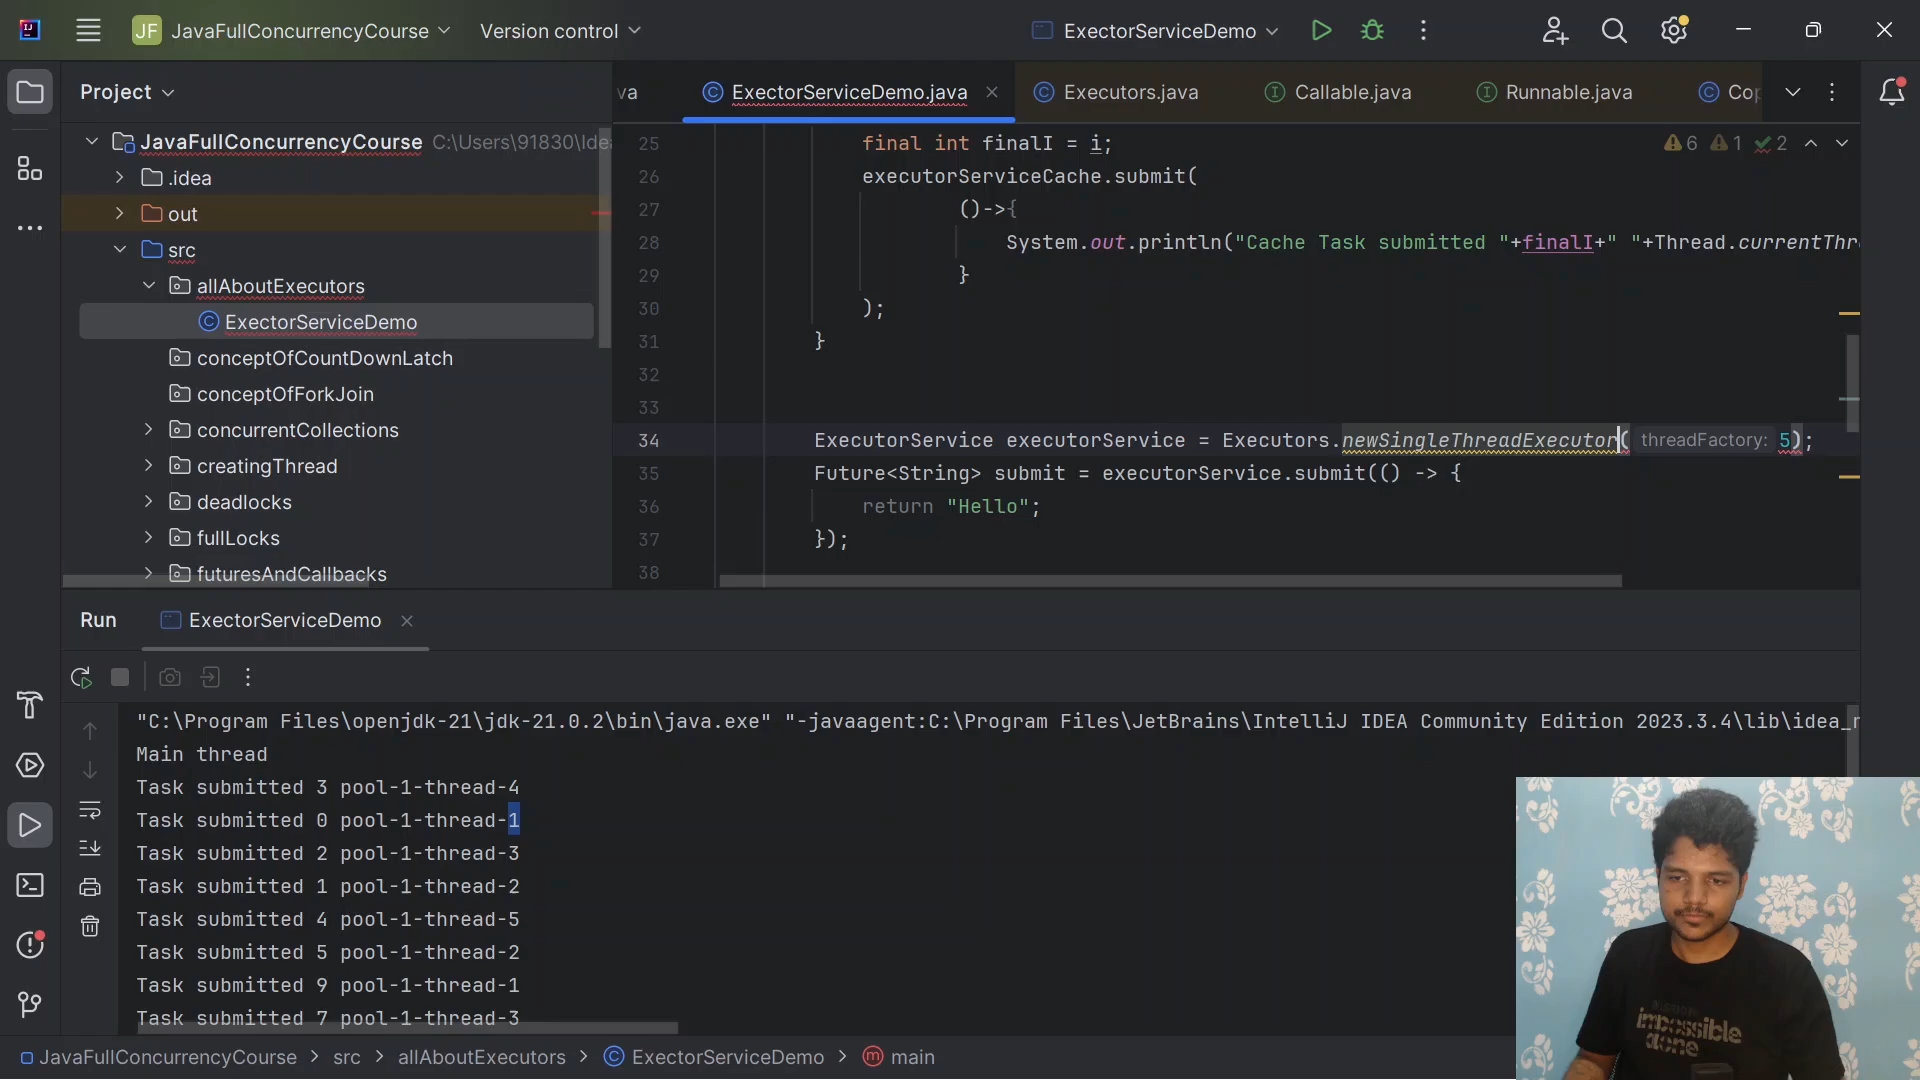 JF JavaFullConcurrencyCourse Version control ExectorServiceDemo
Project
va ExectorServiceDemo.java Executors.java Callable.java Runnable.java
JavaFullConcurrencyCourse C:\Users\91830\Ide
.idea
out
src
allAboutExecutors
ExectorServiceDemo
conceptOfCountDownLatch
conceptOfForkJoin
concurrentCollections
creatingThread
deadlocks
fullLocks
futuresAndCallbacks
6 1 2
25 final int finalI = i;
26 executorServiceCache.submit(
27 ()->{
28 System.out.println("Cache Task submitted "+finalI+" "+Thread.currentThr
29 }
30 );
31 }
32
33
34 ExecutorService executorService = Executors.newSingleThreadExecutor( threadFactory: 5);
35 Future<String> submit = executorService.submit(() -> {
36 return "Hello";
37 });
38
Run ExectorServiceDemo
"C:\Program Files\openjdk-21\jdk-21.0.2\bin\java.exe" "-javaagent:C:\Program Files\JetBrains\IntelliJ IDEA Community Edition 2023.3.4\lib\idea_r
Main thread
Task submitted 3 pool-1-thread-4
Task submitted 0 pool-1-thread-1
Task submitted 2 pool-1-thread-3
Task submitted 1 pool-1-thread-2
Task submitted 4 pool-1-thread-5
Task submitted 5 pool-1-thread-2
Task submitted 9 pool-1-thread-1
Task submitted 7 pool-1-thread-3
JavaFullConcurrencyCourse > src > allAboutExecutors > ExectorServiceDemo > main
impossible